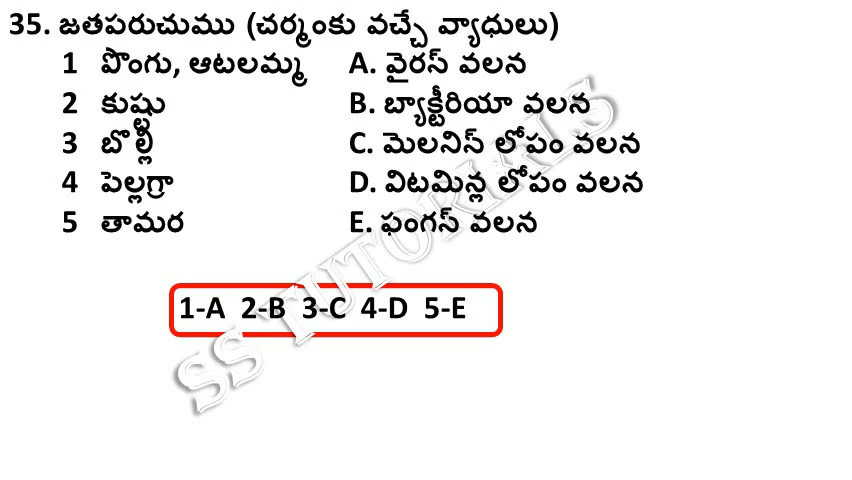 35. జతపరుచుము (చర్మంకు వచ్చే వ్యాధులు)
1 పొంగు, ఆటలమ్మ A. వైరస్ వలన
2 కుష్టు B. బ్యాక్టీరియా వలన
3 బొల్లి C. మెలనిస్ లోపం వలన
4 పెల్లగ్రా D. విటమిన్ల లోపం వలన
5 తామర E. ఫంగస్ వలన
1-A 2-B 3-C 4-D 5-E
SS TUTORIALS